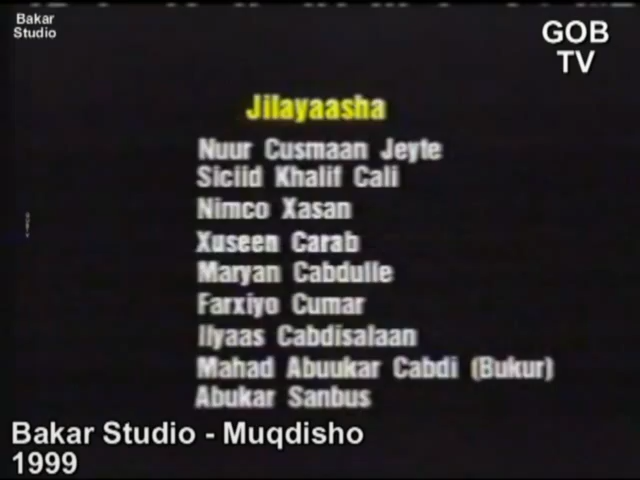 Bakar
Studio
GOB
TV
Jilayaasha
Nuur Cusmaan Jeyte
Siciid Khalif Cali
Nimco Xasan
Xuseen Carab
Maryan Cabdulle
Farxiyo Cumar
Ilyaas Cabdisalaan
Mahad Abuukar Cabdi (Bukur)
Abukar Sanbus
Bakar Studio - Muqdisho
1999